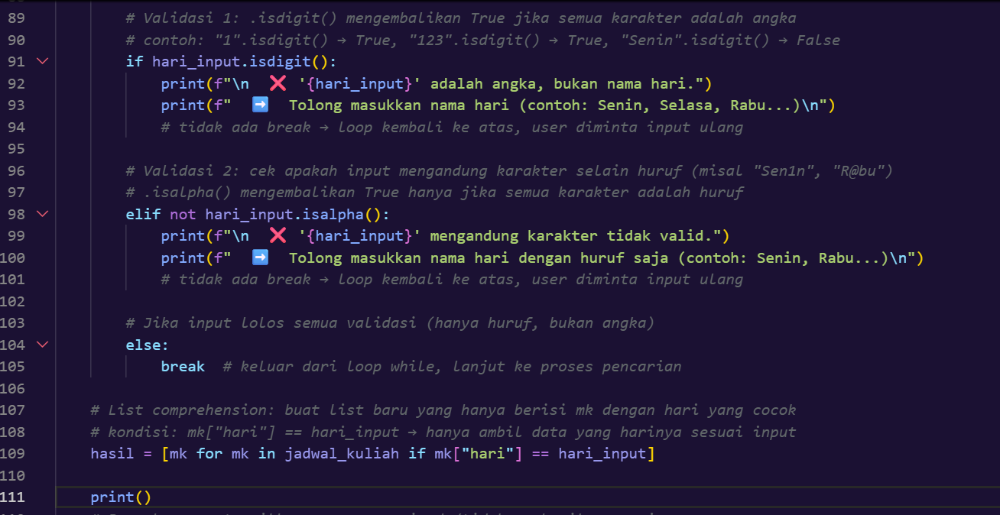 89 # Validasi 1: .isdigit() mengembalikan True jika semua karakter adalah angka
90 # contoh: "1".isdigit() → True, "123".isdigit() → True, "Senin".isdigit() → False
91 if hari_input.isdigit():
92 print(f"\n ❌ '{hari_input}' adalah angka, bukan nama hari.")
93 print(f" ➡️ Tolong masukkan nama hari (contoh: Senin, Selasa, Rabu...)\n")
94 # tidak ada break → loop kembali ke atas, user diminta input ulang
95
96 # Validasi 2: cek apakah input mengandung karakter selain huruf (misal "Sen1n", "R@bu")
97 # .isalpha() mengembalikan True hanya jika semua karakter adalah huruf
98 elif not hari_input.isalpha():
99 print(f"\n ❌ '{hari_input}' mengandung karakter tidak valid.")
100 print(f" ➡️ Tolong masukkan nama hari dengan huruf saja (contoh: Senin, Rabu...)\n")
101 # tidak ada break → loop kembali ke atas, user diminta input ulang
102
103 # Jika input lolos semua validasi (hanya huruf, bukan angka)
104 else:
105 break # keluar dari loop while, lanjut ke proses pencarian
106
107 # List comprehension: buat list baru yang hanya berisi mk dengan hari yang cocok
108 # kondisi: mk["hari"] == hari_input → hanya ambil data yang harinya sesuai input
109 hasil = [mk for mk in jadwal_kuliah if mk["hari"] == hari_input]
110
111 print()